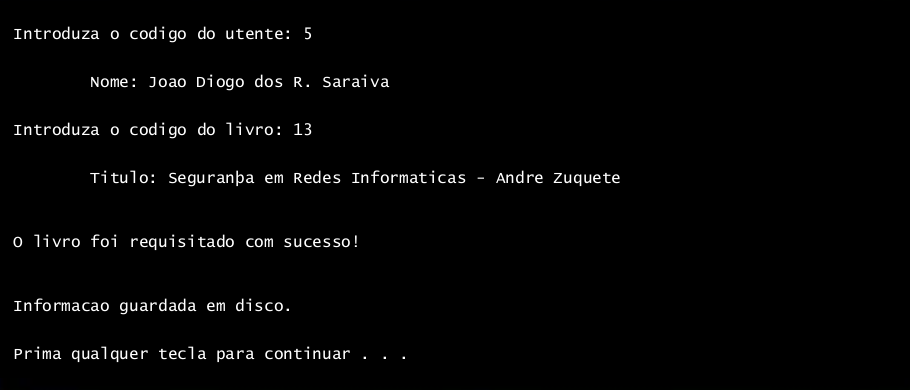 Introduza o codigo do utente: 5
Nome: Joao Diogo dos R. Saraiva
Introduza o codigo do livro: 13
Titulo: Seguranþa em Redes Informaticas - Andre Zuquete
O livro foi requisitado com sucesso!
Informacao guardada em disco.
Prima qualquer tecla para continuar . . .